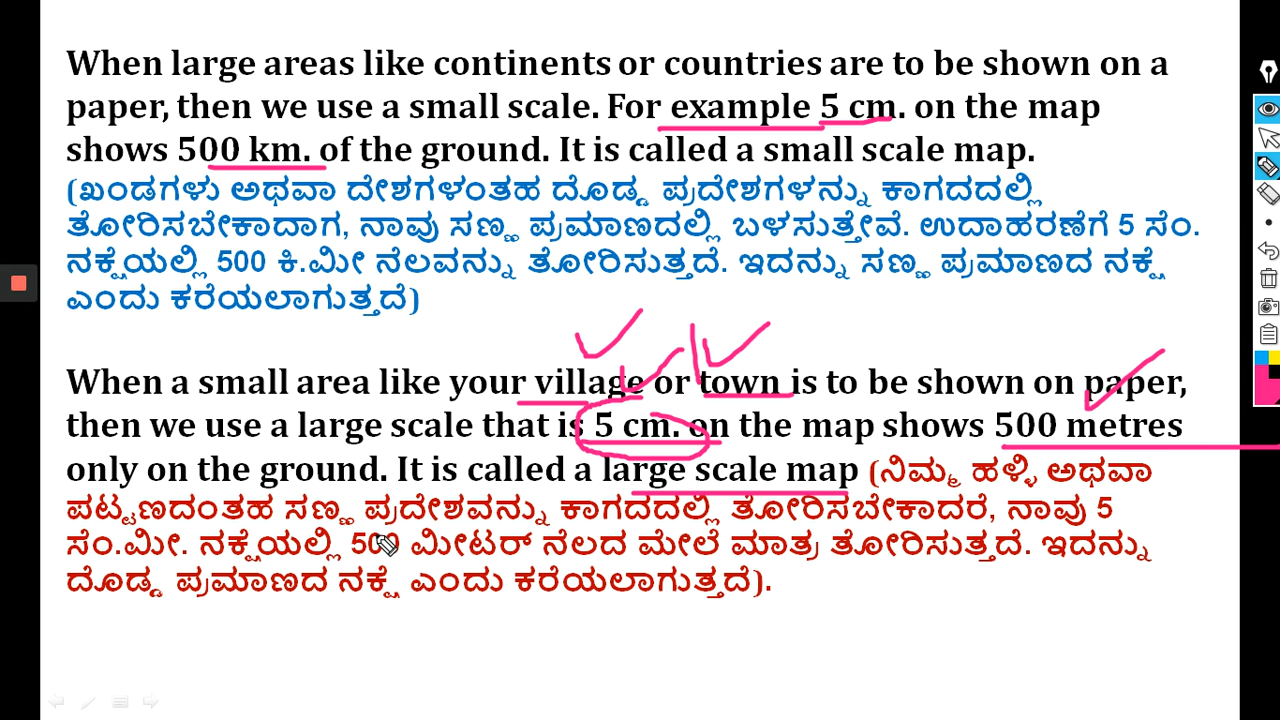 When large areas like continents or countries are to be shown on a
paper, then we use a small scale. For example 5 cm. on the map
shows 500 km. of the ground. It is called a small scale map.
(ಖಂಡಗಳು ಅಥವಾ ದೇಶಗಳಂತಹ ದೊಡ್ಡ ಪ್ರದೇಶಗಳನ್ನು ಕಾಗದದಲ್ಲಿ
ತೋರಿಸಬೇಕಾದಾಗ, ನಾವು ಸಣ್ಣ ಪ್ರಮಾಣದಲ್ಲಿ ಬಳಸುತ್ತೇವೆ. ಉದಾಹರಣೆಗೆ 5 ಸೆಂ.
ನಕ್ಷೆಯಲ್ಲಿ 500 ಕಿ.ಮೀ ನೆಲವನ್ನು ತೋರಿಸುತ್ತದೆ. ಇದನ್ನು ಸಣ್ಣ ಪ್ರಮಾಣದ ನಕ್ಷೆ
ಎಂದು ಕರೆಯಲಾಗುತ್ತದೆ)
When a small area like your village or town is to be shown on paper,
then we use a large scale that is 5 cm. on the map shows 500 metres
only on the ground. It is called a large scale map (ನಿಮ್ಮ ಹಳ್ಳಿ ಅಥವಾ
ಪಟ್ಟಣದಂತಹ ಸಣ್ಣ ಪ್ರದೇಶವನ್ನು ಕಾಗದದಲ್ಲಿ ತೋರಿಸಬೇಕಾದರೆ, ನಾವು 5
ಸೆಂ.ಮೀ. ನಕ್ಷೆಯಲ್ಲಿ 500 ಮೀಟರ್ ನೆಲದ ಮೇಲೆ ಮಾತ್ರ ತೋರಿಸುತ್ತದೆ. ಇದನ್ನು
ದೊಡ್ಡ ಪ್ರಮಾಣದ ನಕ್ಷೆ ಎಂದು ಕರೆಯಲಾಗುತ್ತದೆ).